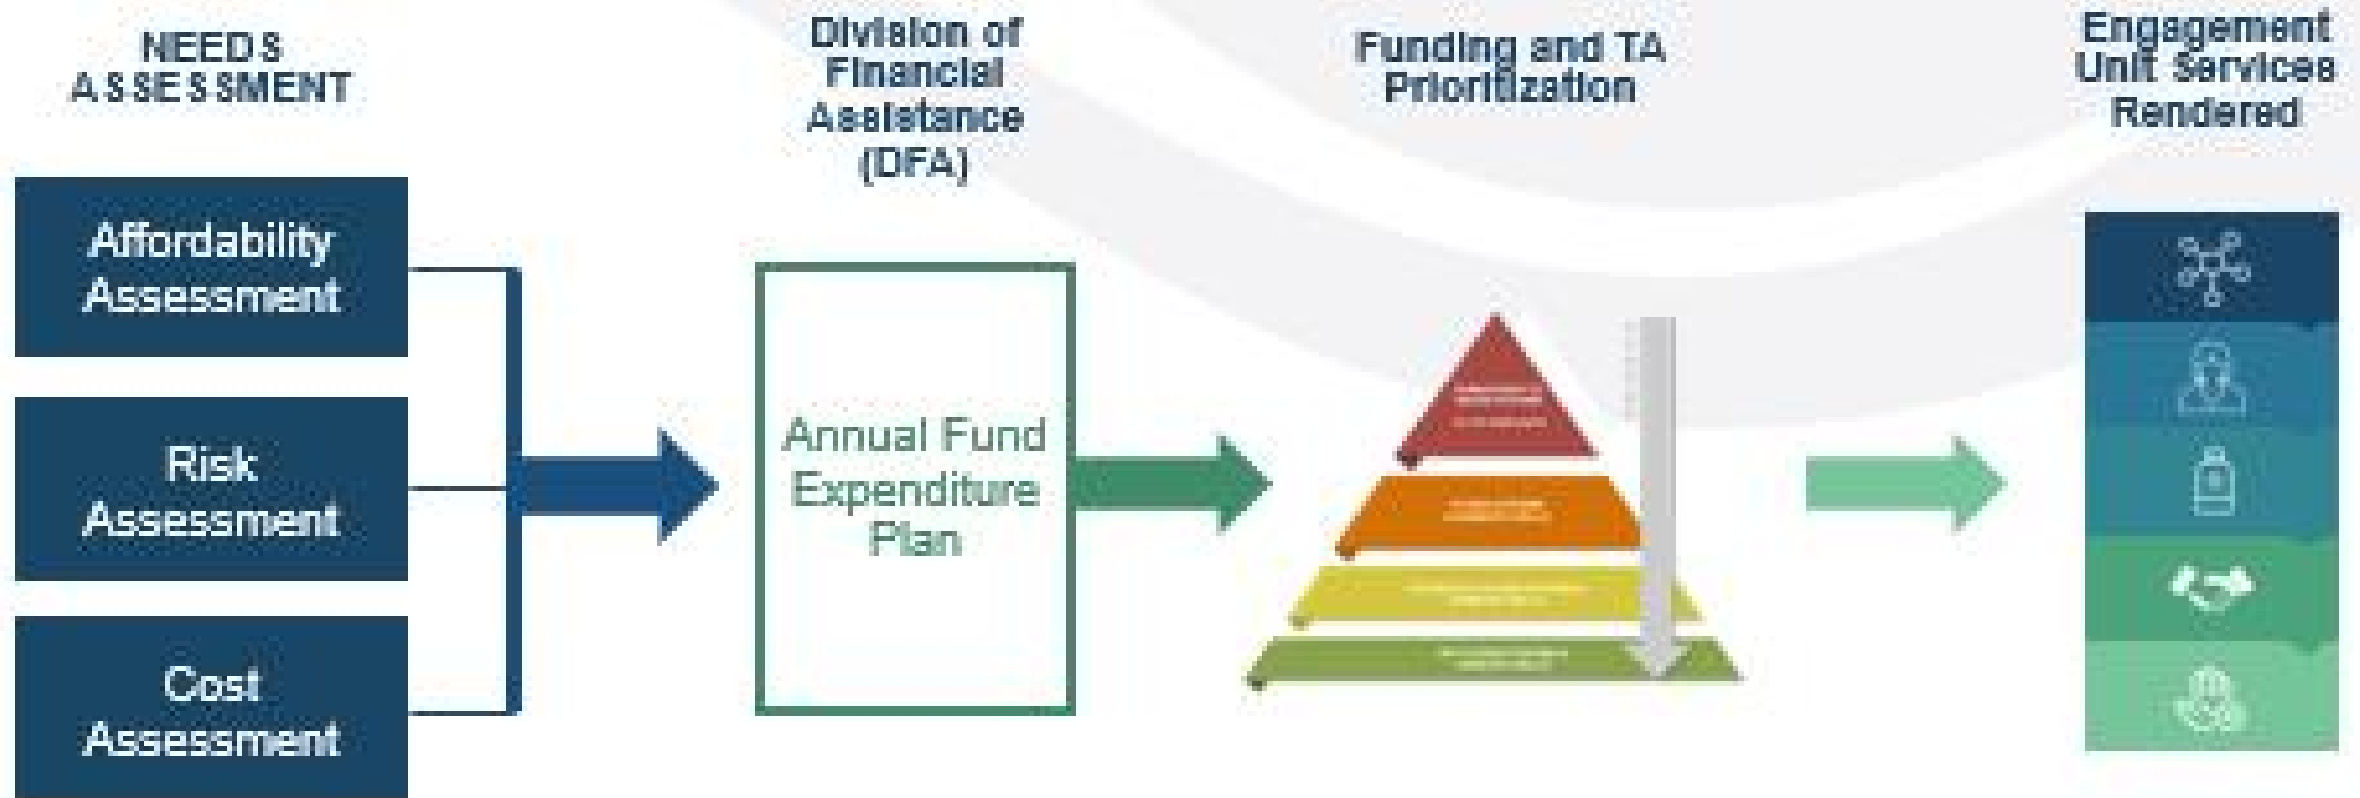 NEEDS
ASSESSMENT
Affordability
Assessment
Risk
Assessment
Cost
Assessment
Division of
Financial
Assistance
(DFA)
Annual Fund
Expenditure
Plan
Funding and TA
Prioritization
Engagement
Unit Services
Rendered